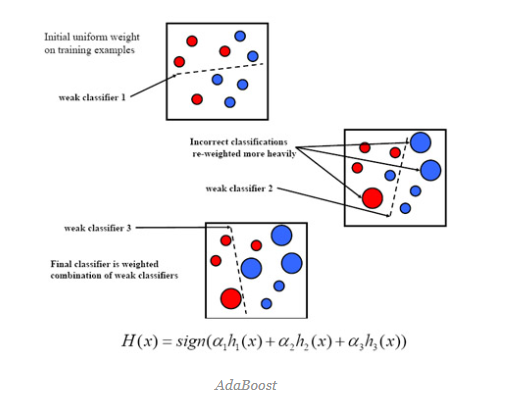 Initial uniform weight
on training examples
weak classifier 1
Incorrect classifications
re-weighted more heavily
weak classifier 2
weak classifier 3
Final classifier is weighted
combination of weak classifiers
H(x) = sign(α₁h₁(x) + α₂h₂(x) + α₃h₃(x))
AdaBoost